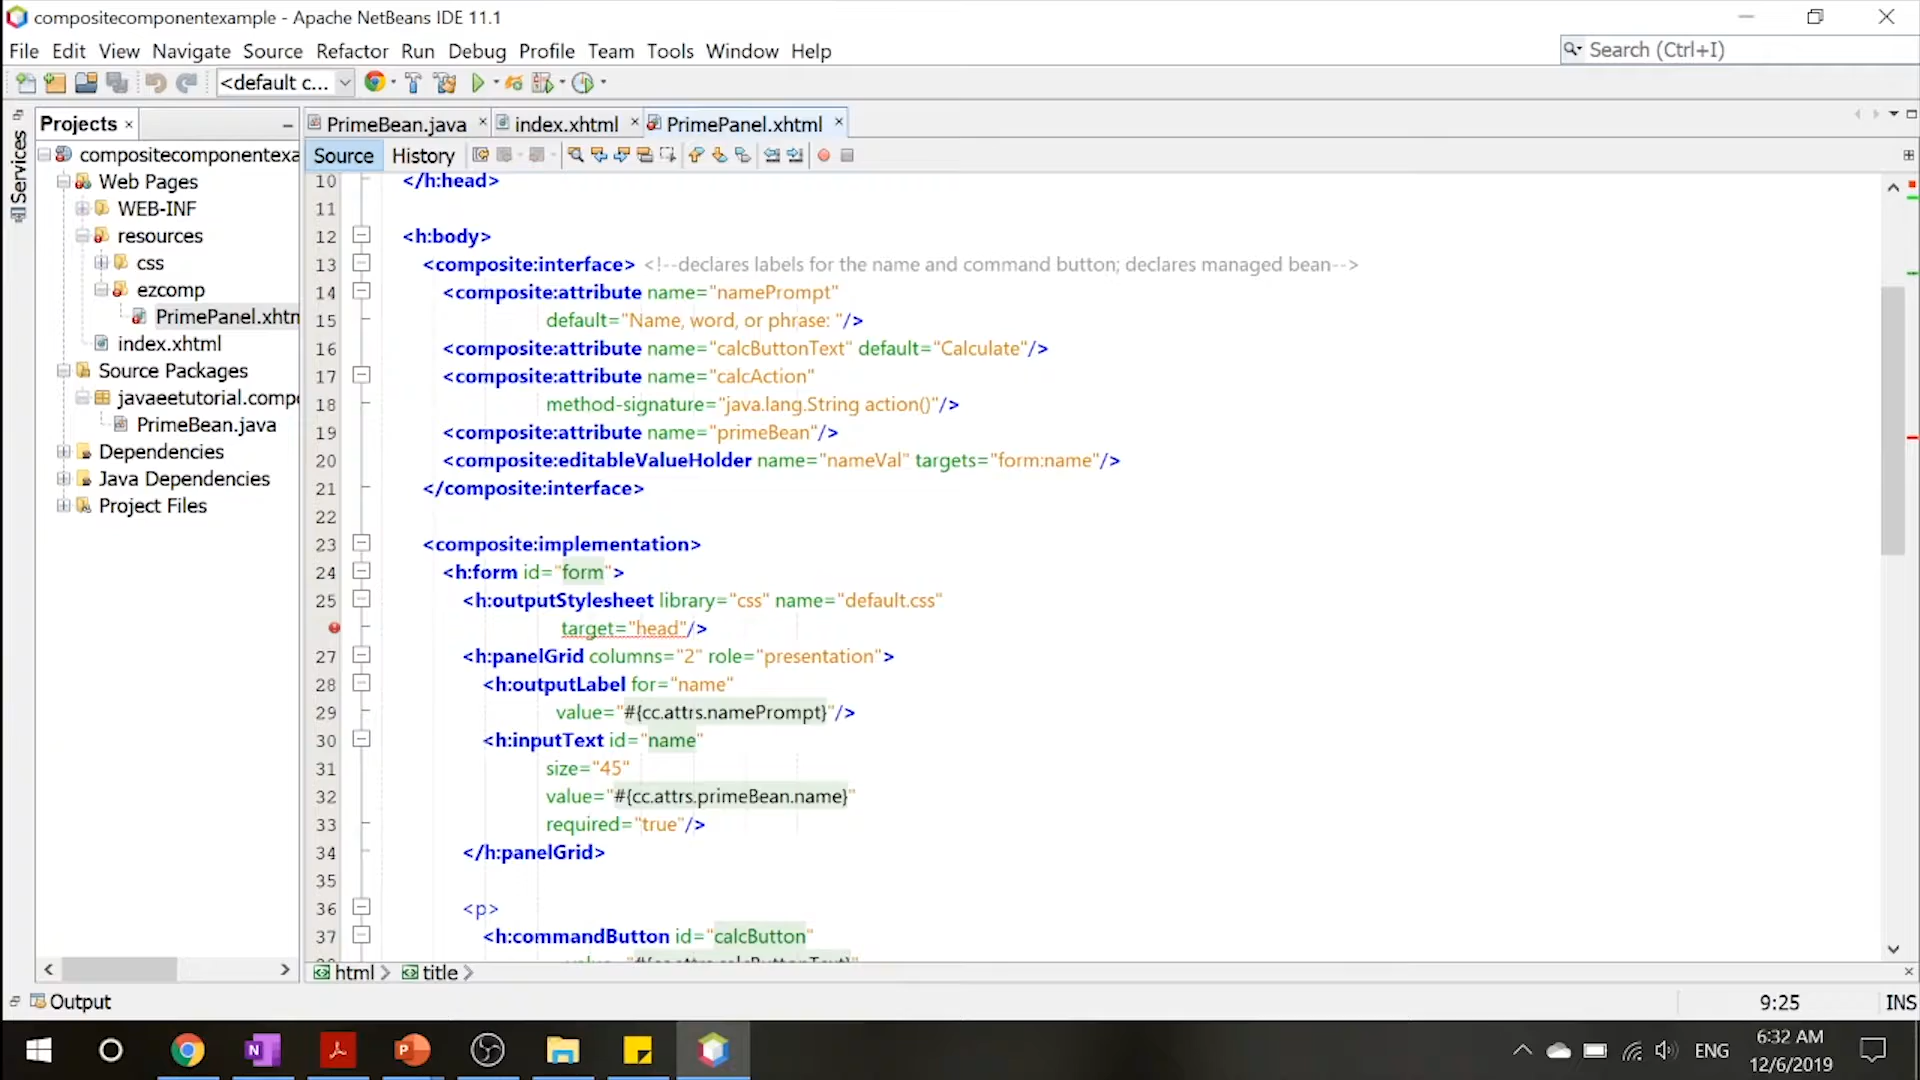 compositecomponentexample - Apache NetBeans IDE 11.1
File Edit View Navigate Source Refactor Run Debug Profile Team Tools Window Help
Search (Ctrl+I)
<default c...
Services
Projects
compositecomponentexa
Web Pages
WEB-INF
resources
css
ezcomp
PrimePanel.xhtn
index.xhtml
Source Packages
javaeetutorial.compo
PrimeBean.java
Dependencies
Java Dependencies
Project Files
PrimeBean.java index.xhtml PrimePanel.xhtml
Source History
10 </h:head>
11
12 <h:body>
13 <composite:interface> <!--declares labels for the name and command button; declares managed bean-->
14 <composite:attribute name="namePrompt"
15 default="Name, word, or phrase: "/>
16 <composite:attribute name="calcButtonText" default="Calculate"/>
17 <composite:attribute name="calcAction"
18 method-signature="java.lang.String action()"/>
19 <composite:attribute name="primeBean"/>
20 <composite:editableValueHolder name="nameVal" targets="form:name"/>
21 </composite:interface>
22
23 <composite:implementation>
24 <h:form id="form">
25 <h:outputStylesheet library="css" name="default.css"
target="head"/>
27 <h:panelGrid columns="2" role="presentation">
28 <h:outputLabel for="name"
29 value="#{cc.attrs.namePrompt}"/>
30 <h:inputText id="name"
31 size="45"
32 value="#{cc.attrs.primeBean.name}"
33 required="true"/>
34 </h:panelGrid>
35
36 <p>
37 <h:commandButton id="calcButton"
html title
Output
9:25 INS
ENG
6:32 AM
12/6/2019